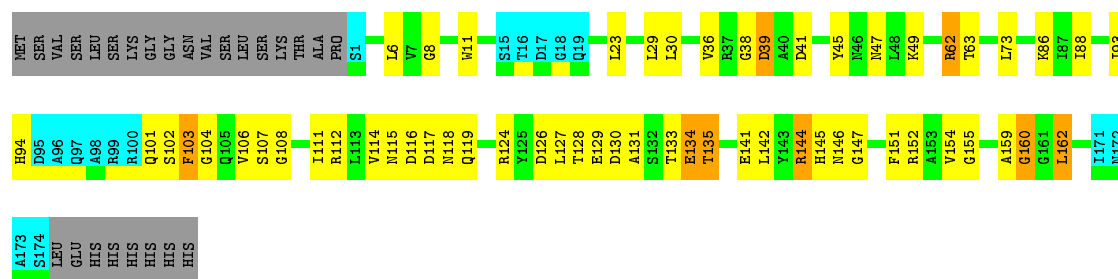 MET SER VAL SER LEU SER LYS GLY GLY ASN VAL SER LEU SER LYS THR ALA PRO S1 L6 V7 G8 W11 S15 T16 D17 G18 Q19 L23 L29 L30 V36 R37 G38 D39 A40 D41 Y45 N46 N47 L48 K49 R62 T63 L73 K86 I87 I88 I93
H94 D95 A96 Q97 A98 R99 R100 Q101 S102 F103 G104 Q105 V106 S107 G108 I111 R112 L113 V114 N115 D116 D117 N118 Q119 R124 Y125 D126 L127 T128 E129 D130 A131 S132 T133 E134 T135 E141 L142 Y143 R144 H145 N146 G147 F151 R152 A153 V154 G155 A159 G160 G161 L162 I171 N172
A173 S174 LEU GLU HIS HIS HIS HIS HIS HIS